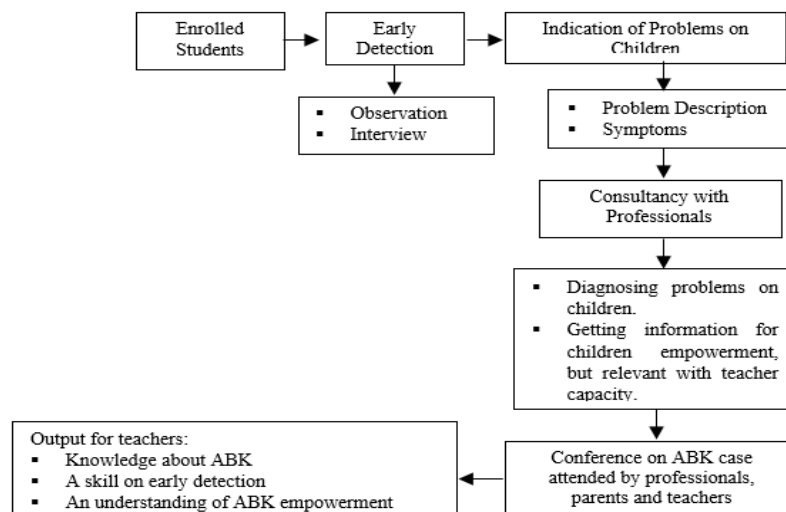 Enrolled
Students
Early
Detection
Indication of Problems on
Children
▪ Observation
▪ Interview
▪ Problem Description
▪ Symptoms
Consultancy with
Professionals
▪ Diagnosing problems on
children.
▪ Getting information for
children empowerment,
but relevant with teacher
capacity.
Conference on ABK case
attended by professionals,
parents and teachers
Output for teachers:
▪ Knowledge about ABK
▪ A skill on early detection
▪ An understanding of ABK empowerment